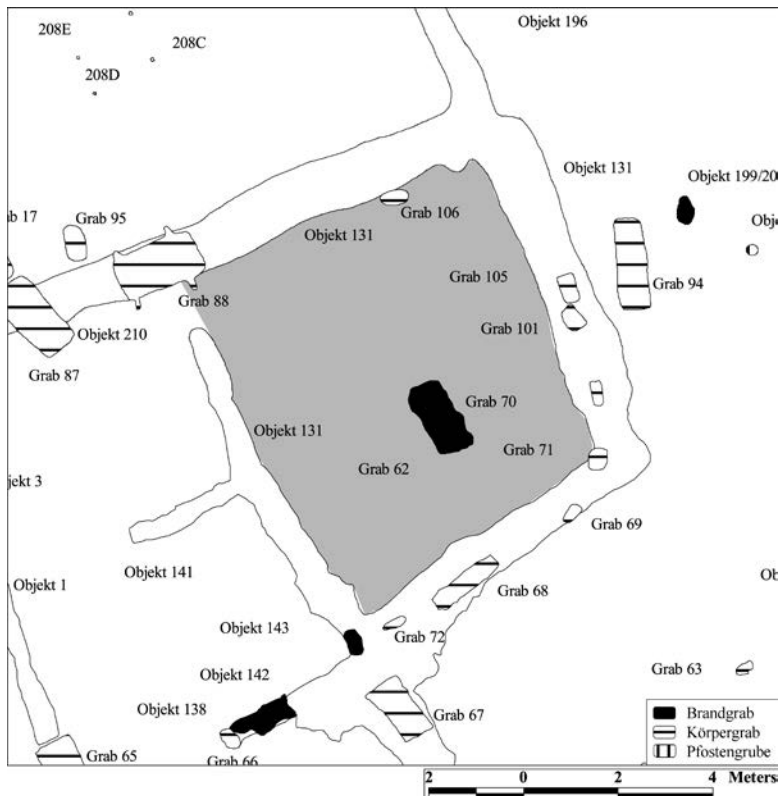 208E
Objekt 196
208C
208D
Objekt 131
Objekt 199/20
ab 17
Grab 95
Grab 106
Obje
Objekt 131
Grab 105
Grab 88
Grab 94
Grab 101
Objekt 210
Grab 87
Grab 70
Objekt 131
Grab 71
Grab 62
jekt 3
Grab 69
Objekt 141
Ob
Objekt 1
Grab 68
Objekt 143
Grab 72
Grab 63
Objekt 142
Objekt 138
Grab 67
Brandgrab
Körpergrab
Pfostengrube
Grab 65
Grab 66
2 0 2 4 Meters